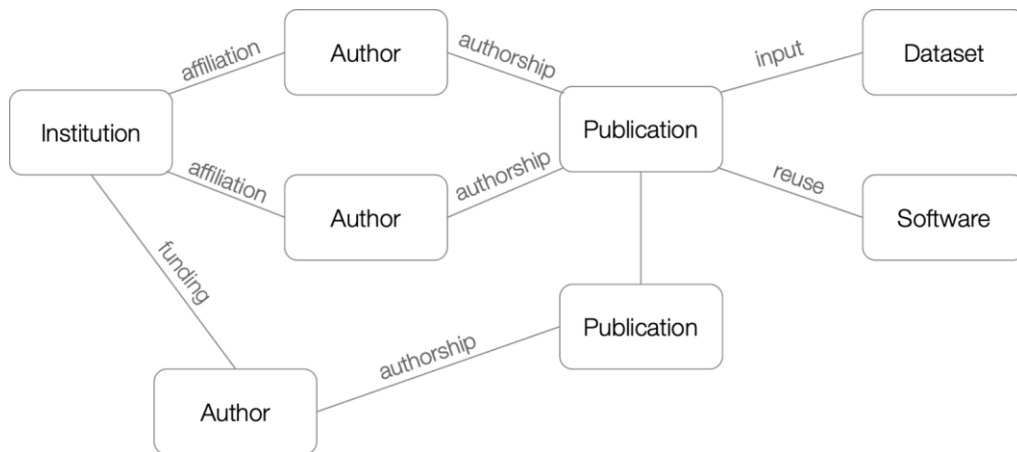 affiliation
Author
authorship
input
Dataset
Institution
Publication
affiliation
Author
authorship
reuse
Software
funding
Publication
authorship
Author